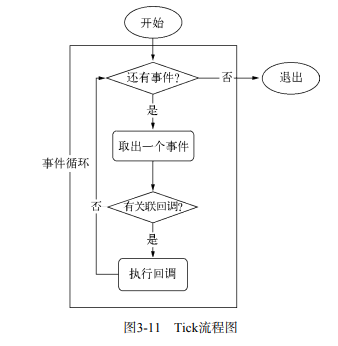 开始
还有事件?
否
退出
是
取出一个事件
事件循环
否
有关联回调?
是
执行回调
图3-11 Tick流程图